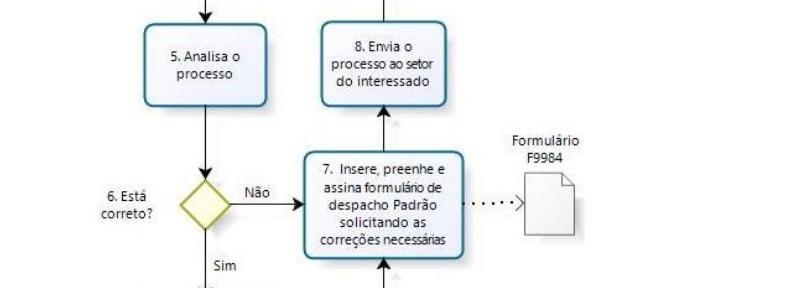 5. Analisa o
processo
8. Envia o
processo ao setor
do interessado
Formulário
F9984
7. Insere, preenhe e
assina formulário de
despacho Padrão
solicitando as
correções necessárias
6. Está
correto?
Não
Sim